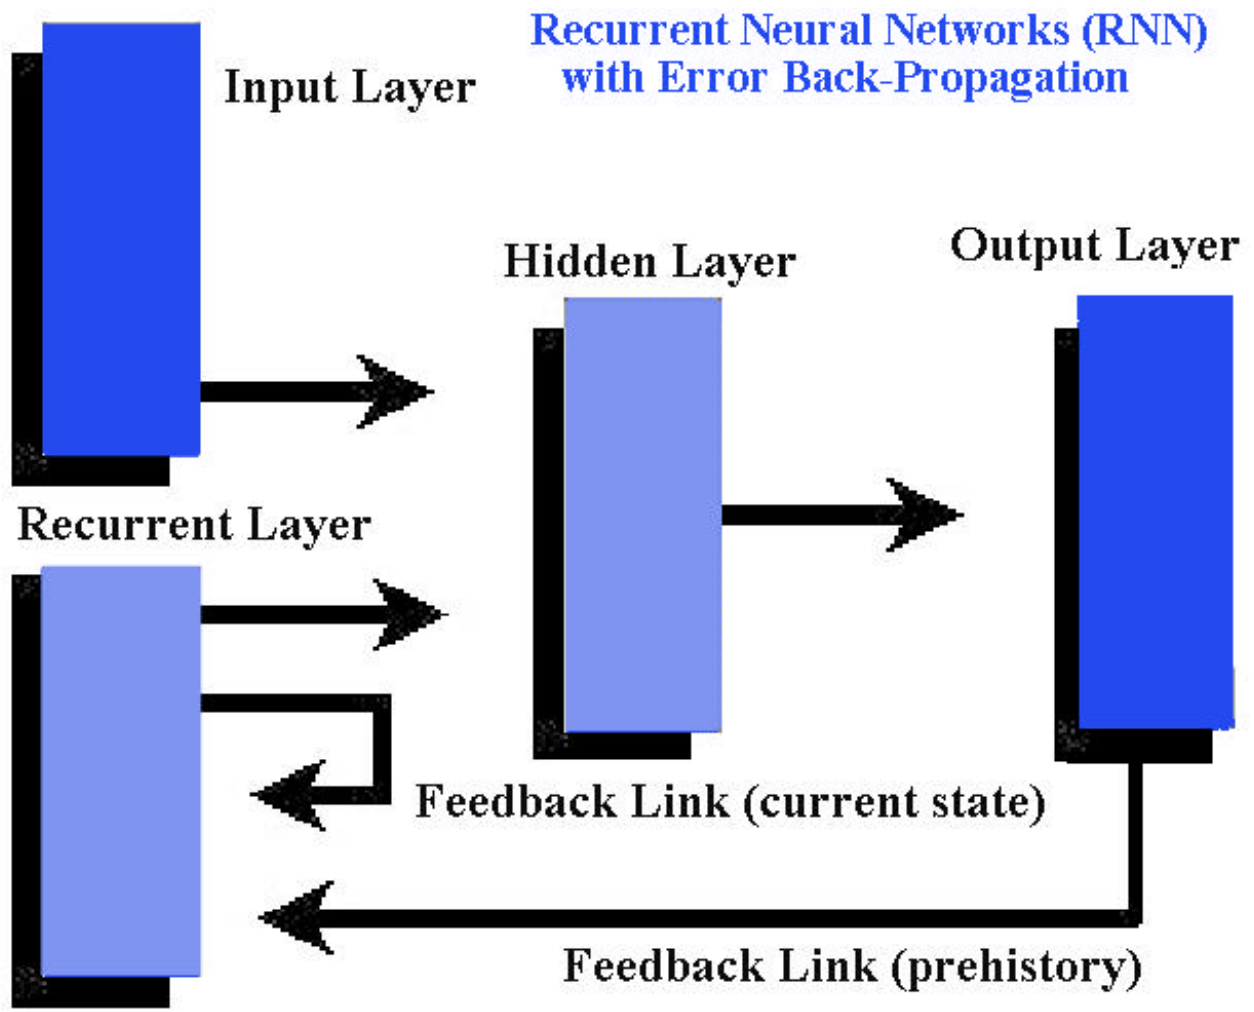 Recurrent Neural Networks (RNN)
with Error Back-Propagation
Input Layer
Hidden Layer
Output Layer
Recurrent Layer
Feedback Link (current state)
Feedback Link (prehistory)